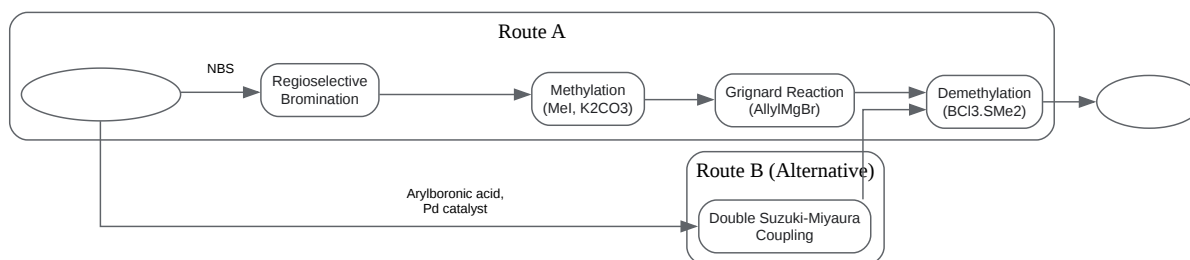 Route A
NBS
Regioselective
Bromination
Methylation
(MeI, K2CO3)
Grignard Reaction
(AllylMgBr)
Demethylation
(BCl3.SMe2)
Route B (Alternative)
Arylboronic acid,
Pd catalyst
Double Suzuki-Miyaura
Coupling